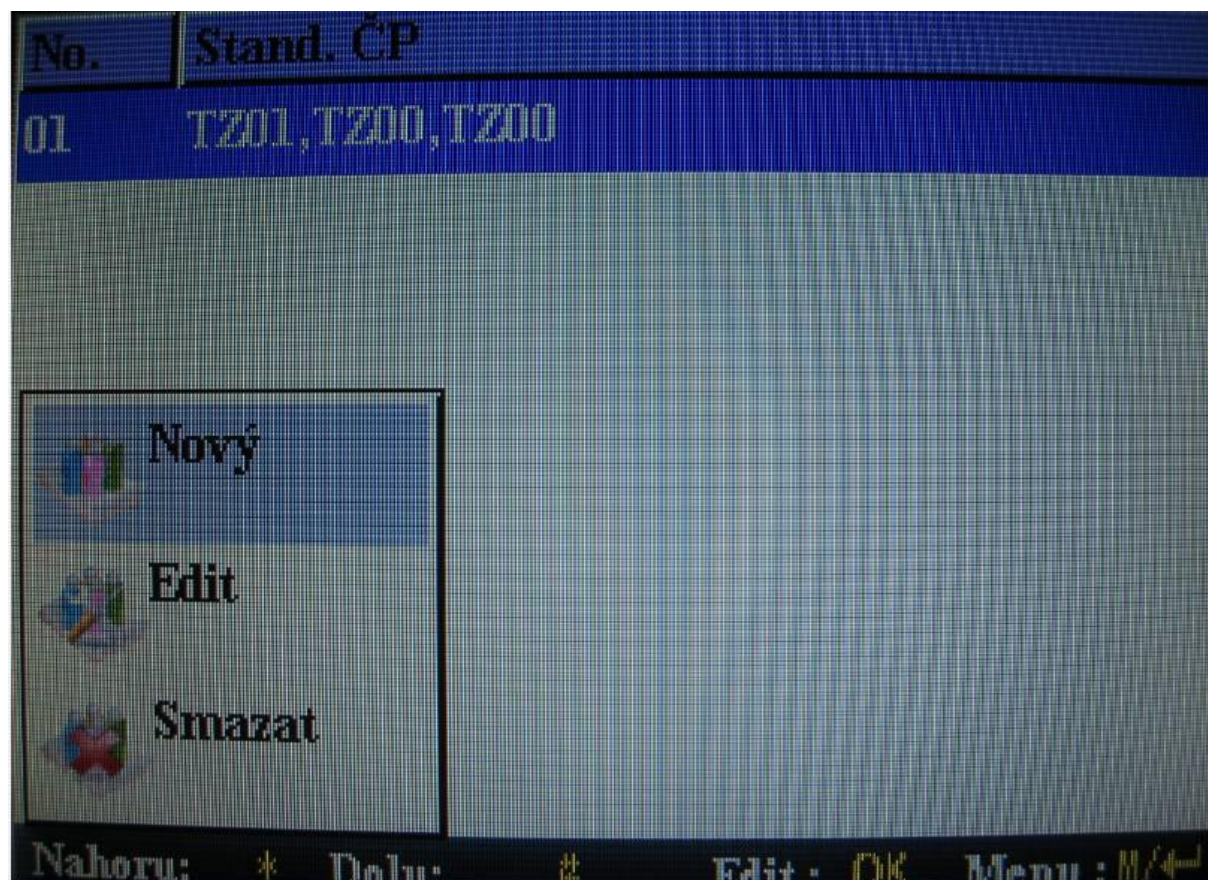 No. Stand. ČP
01 TZ01,TZ00,TZ00
Nový
Edit
Smazat
Nahoru: * Dolu: # Edit: OK Menu:M/↵